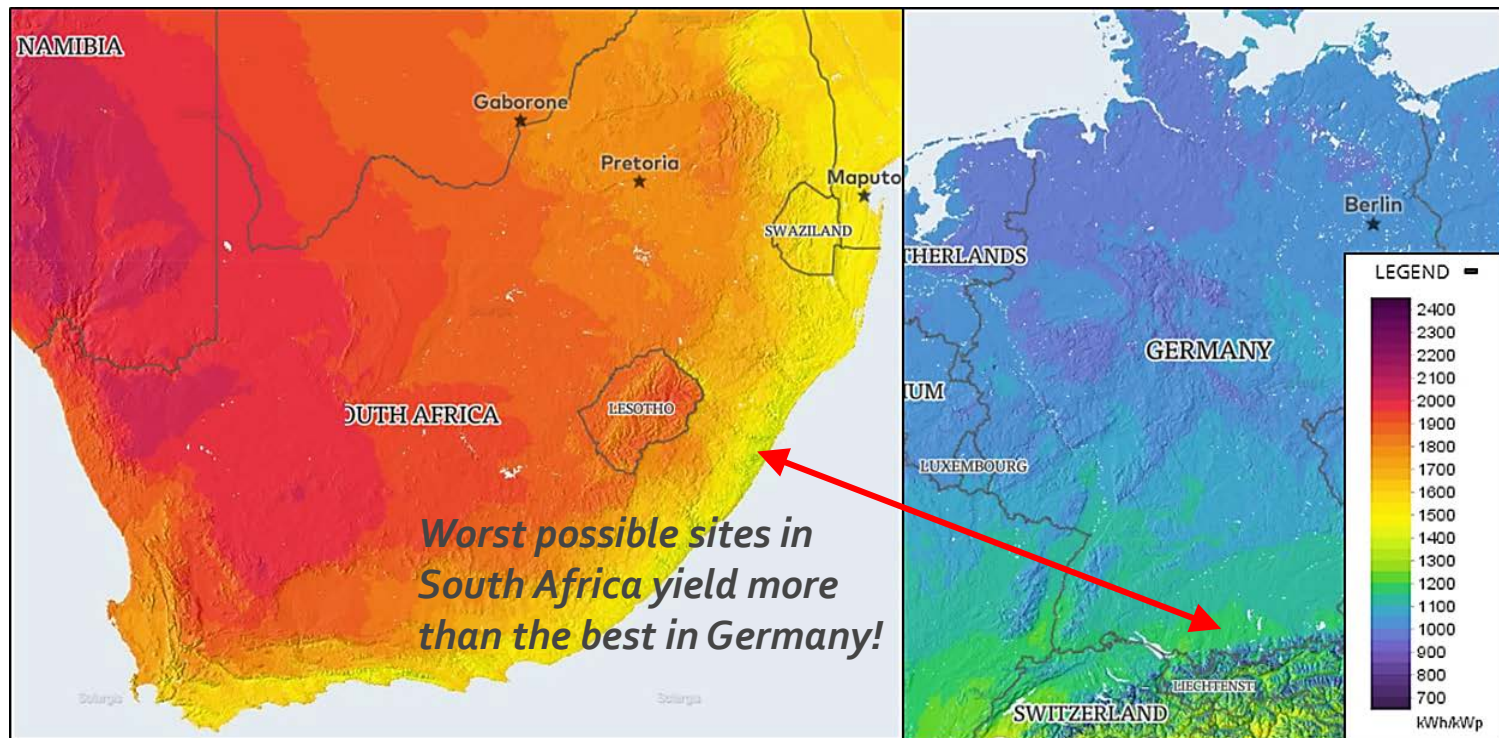 NAMIBIA
Gaborone
Pretoria
Maputo
SWAZILAND
LESOTHO
OUTH AFRICA
Worst possible sites in
South Africa yield more
than the best in Germany!
Solargis
Solargis
Berlin
THERLANDS
GERMANY
IUM
LUXEMBOURG
LIECHTENST
SWITZERLAND
LEGEND
2400
2300
2200
2100
2000
1900
1800
1700
1600
1500
1400
1300
1200
1100
1000
900
800
700
kWh/kWp